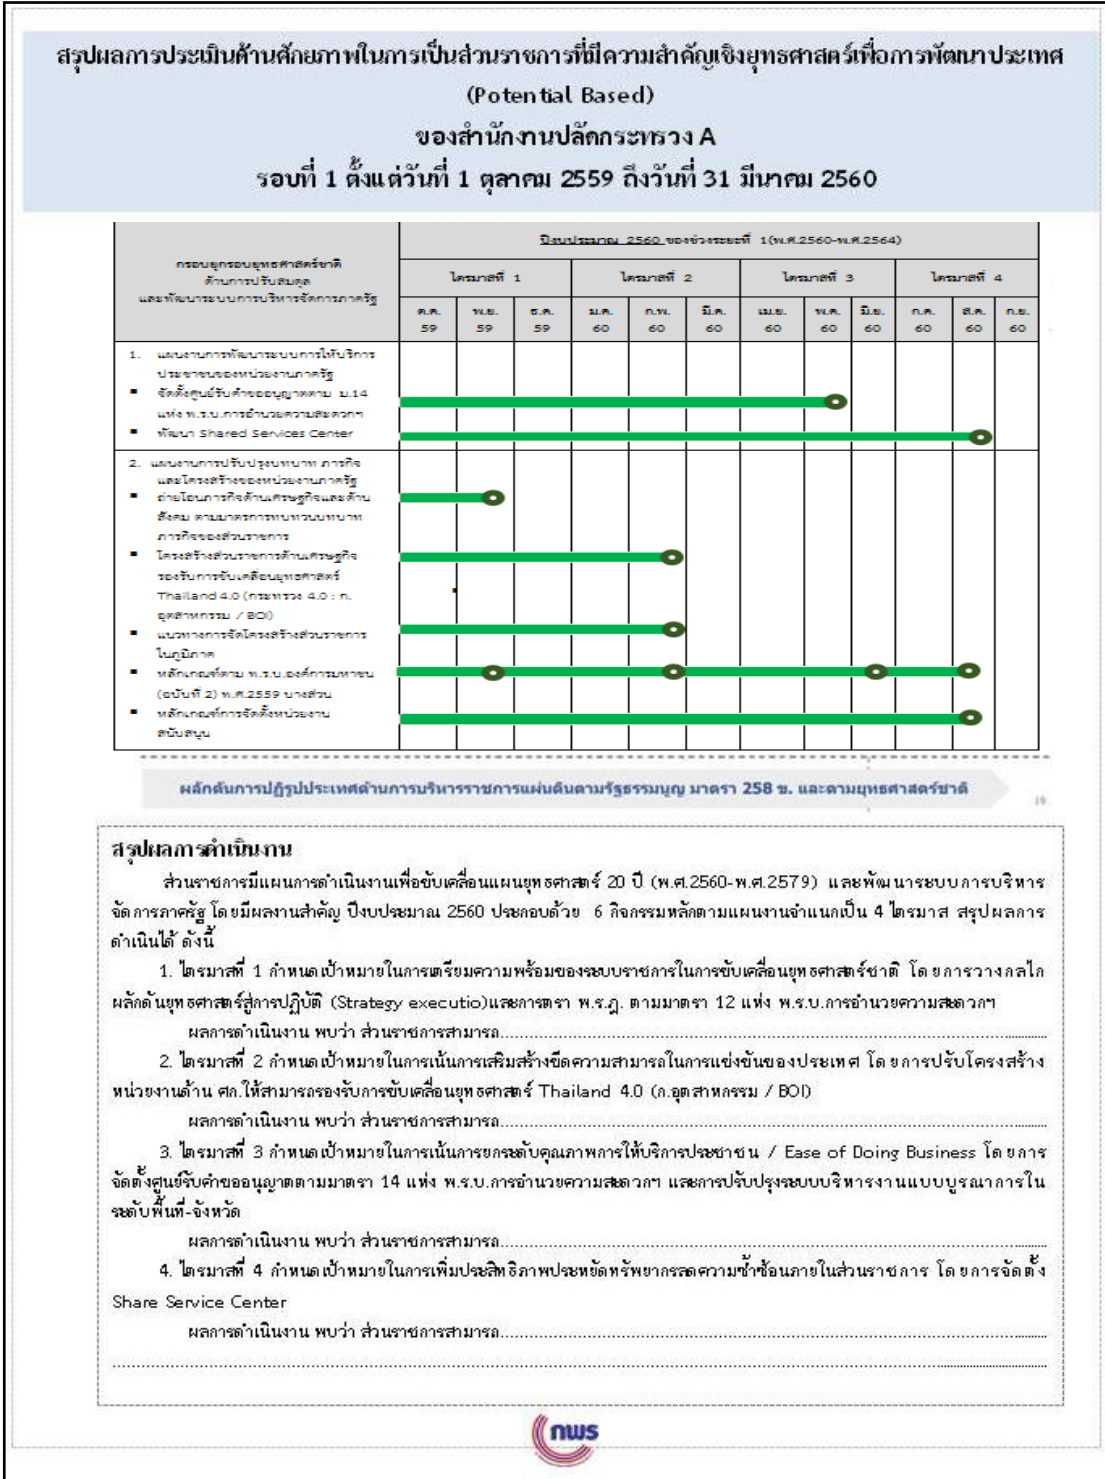 สรุปผลการประเมินด้านศักยภาพในการเป็นส่วนราชการที่มีความสำคัญเชิงยุทธศาสตร์เพื่อการพัฒนาประเทศ
(Potential Based)
ของสำนักงานปลัดกระทรวง A
รอบที่ 1 ตั้งแต่วันที่ 1 ตุลาคม 2559 ถึงวันที่ 31 มีนาคม 2560
กรอบยุทรอบยุทธศาสตร์ชาติ
ด้านการปรับสมดุล
และพัฒนาระบบการบริหารจัดการภาครัฐ
ปีงบประมาณ 2560 ของช่วงระยะที่ 1(พ.ศ.2560-พ.ศ.2564)
ไตรมาสที่ 1 ไตรมาสที่ 2 ไตรมาสที่ 3 ไตรมาสที่ 4
ต.ค. พ.ย. ธ.ค. ม.ค. ก.พ. มี.ค. เม.ย. พ.ค. มิ.ย. ก.ค. ส.ค. ก.ย.
59 59 59 60 60 60 60 60 60 60 60 60
1. แผนงานการพัฒนาระบบการให้บริการ
ประชาชนของหน่วยงานภาครัฐ
▪ จัดตั้งศูนย์รับคำขออนุญาตตาม ม.14
แห่ง พ.ร.บ.การอำนวยความสะดวกฯ
▪ พัฒนา Shared Services Center
2. แผนงานการปรับปรุงบทบาท ภารกิจ
และโครงสร้างของหน่วยงานภาครัฐ
▪ ถ่ายโอนภารกิจด้านเศรษฐกิจและด้าน
สังคม ตามมาตรการทบทวนบทบาท
ภารกิจของส่วนราชการ
▪ โครงสร้างส่วนราชการด้านเศรษฐกิจ
รองรับการขับเคลื่อนยุทธศาสตร์
Thailand 4.0 (กระทรวง 4.0 : ก.
อุตสาหกรรม / BOI)
▪ แนวทางการจัดโครงสร้างส่วนราชการ
ในภูมิภาค
▪ หลักเกณฑ์ตาม พ.ร.บ.องค์การมหาชน
(ฉบับที่ 2) พ.ศ.2559 บางส่วน
▪ หลักเกณฑ์การจัดตั้งหน่วยงาน
สนับสนุน
ผลักดันการปฏิรูปประเทศด้านการบริหารราชการแผ่นดินตามรัฐธรรมนูญ มาตรา 258 ข. และตามยุทธศาสตร์ชาติ
สรุปผลการดำเนินงาน
ส่วนราชการมีแผนการดำเนินงานเพื่อขับเคลื่อนแผนยุทธศาสตร์ 20 ปี (พ.ศ.2560-พ.ศ.2579) และพัฒนาระบบการบริหาร
จัดการภาครัฐ โดยมีผลงานสำคัญ ปีงบประมาณ 2560 ประกอบด้วย 6 กิจกรรมหลักตามแผนงานจำแนกเป็น 4 ไตรมาส สรุปผลการ
ดำเนินได้ ดังนี้
1. ไตรมาสที่ 1 กำหนดเป้าหมายในการเตรียมความพร้อมของระบบราชการในการขับเคลื่อนยุทธศาสตร์ชาติ โดยการวางกลไก
ผลักดันยุทธศาสตร์สู่การปฏิบัติ (Strategy executio)และการตรา พ.ร.ฎ. ตามมาตรา 12 แห่ง พ.ร.บ.การอำนวยความสะดวกฯ
ผลการดำเนินงาน พบว่า ส่วนราชการสามารถ..........
2. ไตรมาสที่ 2 กำหนดเป้าหมายในการเน้นการเสริมสร้างขีดความสามารถในการแข่งขันของประเทศ โดยการปรับโครงสร้าง
หน่วยงานด้าน ศก.ให้สามารถรองรับการขับเคลื่อนยุทธศาสตร์ Thailand 4.0 (ก.อุตสาหกรรม / BOI)
ผลการดำเนินงาน พบว่า ส่วนราชการสามารถ..........
3. ไตรมาสที่ 3 กำหนดเป้าหมายในการเน้นการยกระดับคุณภาพการให้บริการประชาชน / Ease of Doing Business โดยการ
จัดตั้งศูนย์รับคำขออนุญาตตามมาตรา 14 แห่ง พ.ร.บ.การอำนวยความสะดวกฯ และการปรับปรุงระบบบริหารงานแบบบูรณาการใน
ระดับพื้นที่-จังหวัด
ผลการดำเนินงาน พบว่า ส่วนราชการสามารถ..........
4. ไตรมาสที่ 4 กำหนดเป้าหมายในการเพิ่มประสิทธิภาพประหยัดทรัพยากรลดความซ้ำซ้อนภายในส่วนราชการ โดยการจัดตั้ง
Share Service Center
ผลการดำเนินงาน พบว่า ส่วนราชการสามารถ..........
กพร